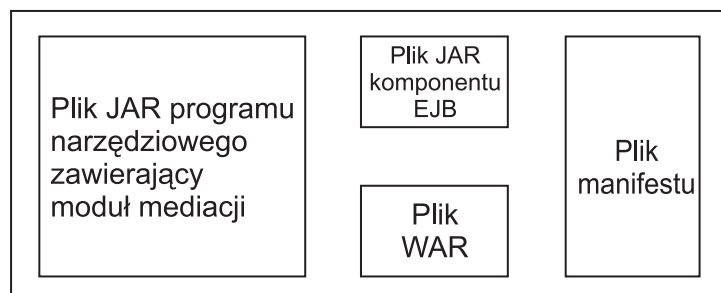 Plik JAR programu
narzędziowego
zawierający
moduł mediacji
Plik JAR
komponentu
EJB
Plik
WAR
Plik
manifestu